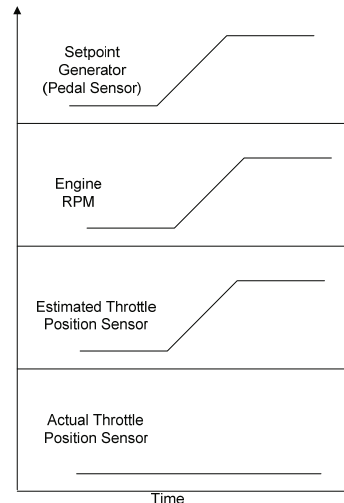 Setpoint
Generator
(Pedal Sensor)
Engine
RPM
Estimated Throttle
Position Sensor
Actual Throttle
Position Sensor
Time